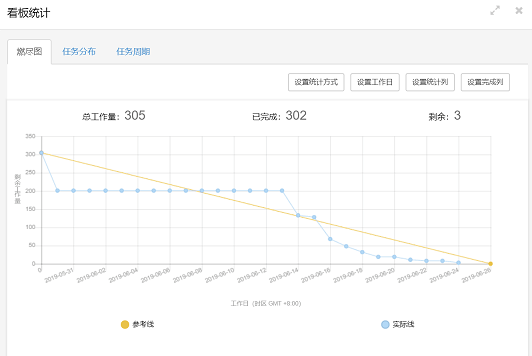 看板统计
燃尽图 任务分布 任务周期
设置统计方式 设置工作日 设置统计列 设置完成列
总工作量：305 已完成：302 剩余：3
350
300
250
200
150
100
50
0
剩余工作量
0 2019-05-31 2019-06-02 2019-06-04 2019-06-06 2019-06-08 2019-06-10 2019-06-12 2019-06-14 2019-06-16 2019-06-18 2019-06-20 2019-06-22 2019-06-24 2019-06-26
工作日（时区 GMT +8:00）
参考线 实际线